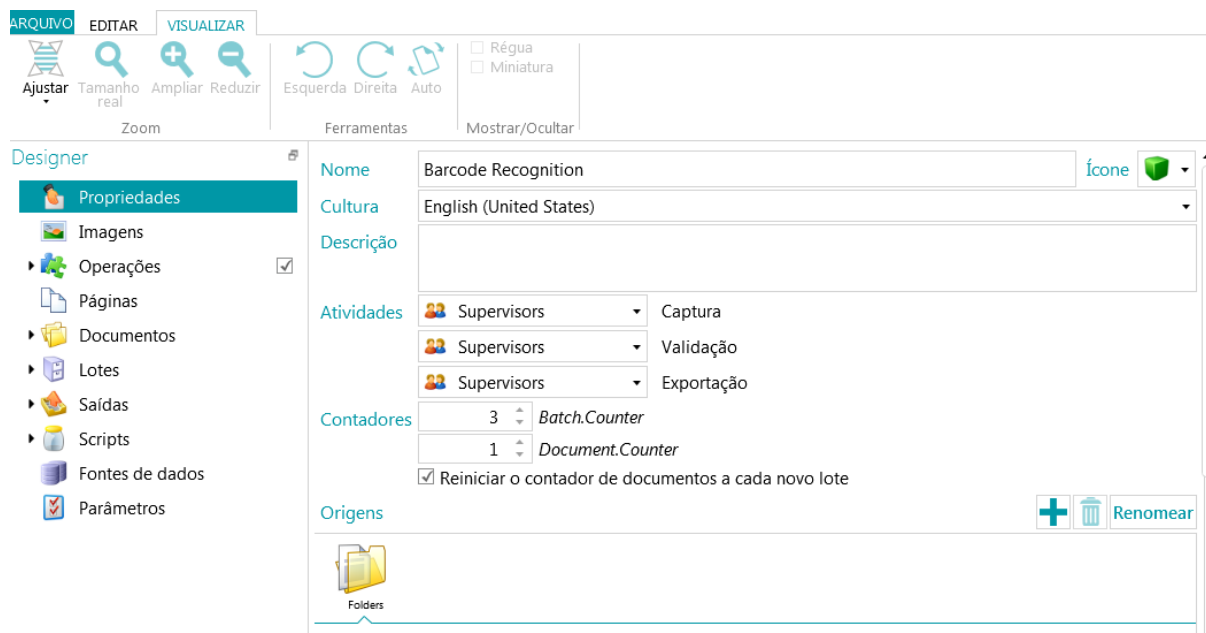 ARQUIVO EDITAR VISUALIZAR
Ajustar Tamanho real Ampliar Reduzir
Zoom
Esquerda Direita Auto
Ferramentas
Régua
Miniatura
Mostrar/Ocultar
Designer
Propriedades
Imagens
Operações
Páginas
Documentos
Lotes
Saídas
Scripts
Fontes de dados
Parâmetros
Nome Barcode Recognition Ícone
Cultura English (United States)
Descrição
Atividades Supervisors Captura
Supervisors Validação
Supervisors Exportação
Contadores 3 Batch.Counter
1 Document.Counter
Reiniciar o contador de documentos a cada novo lote
Origens Renomear
Folders